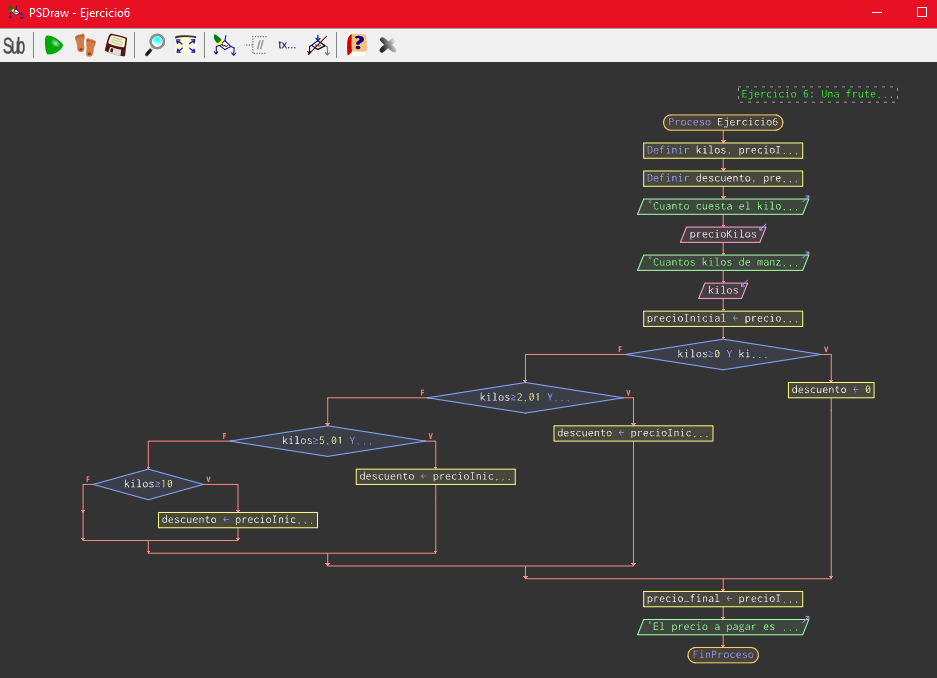 PSDraw - Ejercicio6
Sub
tx...
Ejercicio 6: Una frute...
Proceso Ejercicio6
Definir kilos, precioI...
Definir descuento, pre...
'Cuanto cuesta el kilo...
precioKilos
'Cuantos kilos de manz...
kilos
precioInicial ← precio...
F
kilos≥0 Y ki...
V
descuento ← 0
F
kilos≥2.01 Y...
V
descuento ← precioInic...
F
kilos≥5.01 Y...
V
descuento ← precioInic...
F
kilos≥10
V
descuento ← precioInic...
precio_final ← precioI...
'El precio a pagar es ...
FinProceso